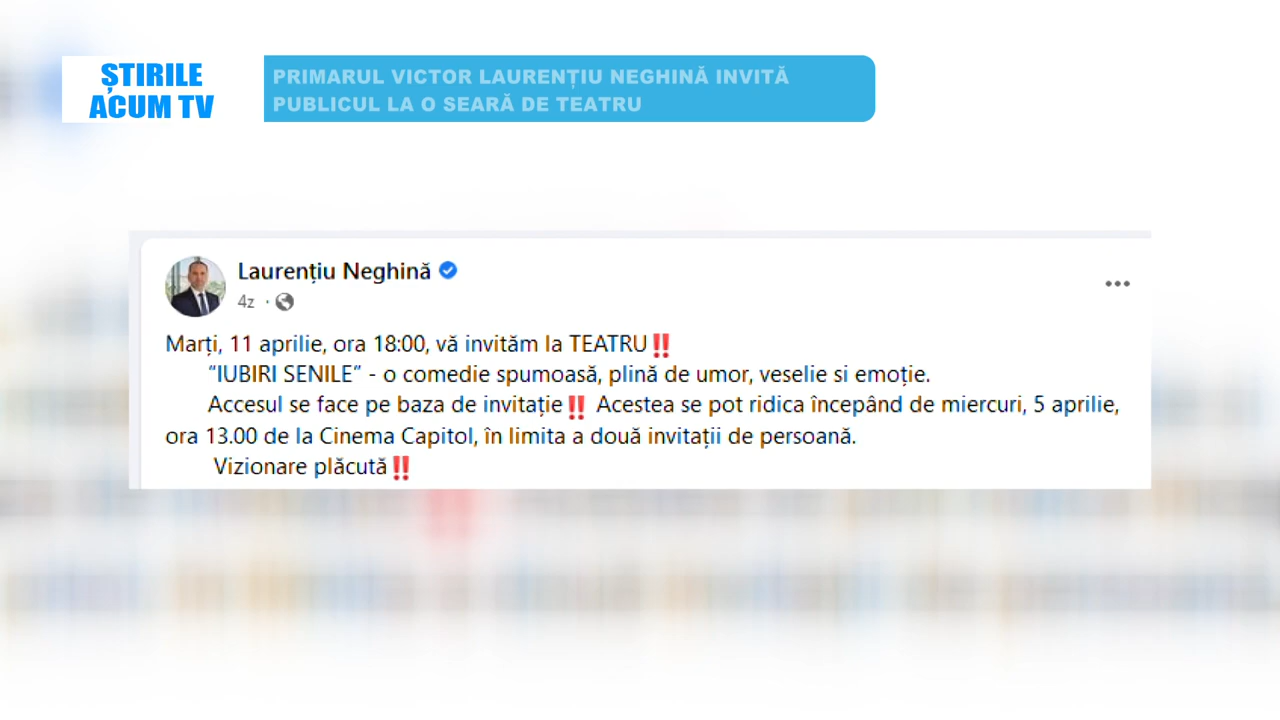 ȘTIRILE
ACUM TV
PRIMARUL VICTOR LAURENȚIU NEGHINĂ INVITĂ
PUBLICUL LA O SEARĂ DE TEATRU
Laurențiu Neghină
4z ·
Marți, 11 aprilie, ora 18:00, vă invităm la TEATRU‼️
“IUBIRI SENILE” - o comedie spumoasă, plină de umor, veselie si emoție.
Accesul se face pe baza de invitație‼️ Acestea se pot ridica începând de miercuri, 5 aprilie,
ora 13.00 de la Cinema Capitol, în limita a două invitații de persoană.
Vizionare plăcută‼️